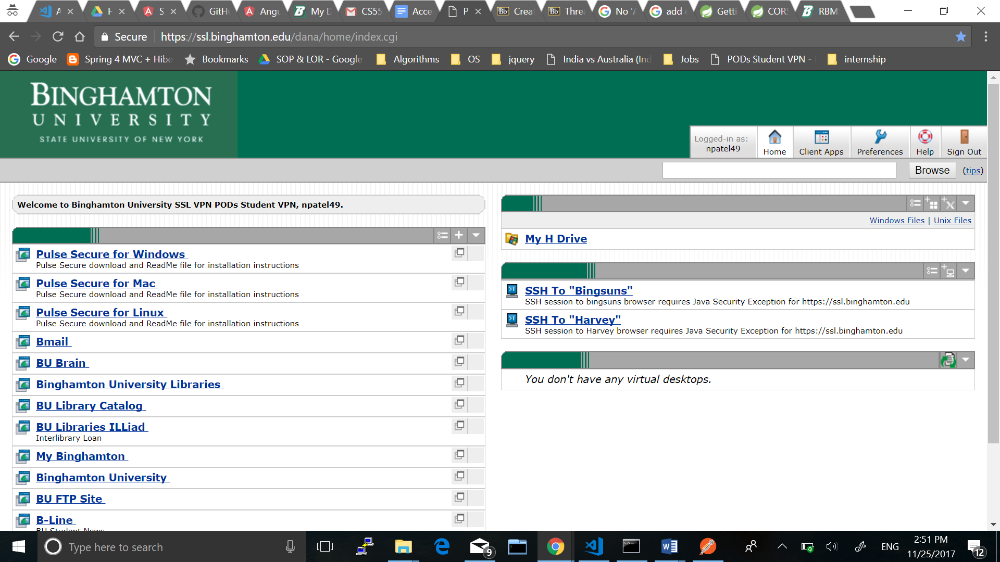 A
H
S
GitHu
Angu
My D
CS55
Acce
P
Bb Creat
Bb Threa
No 'A
add c
Getti
CORS
RBM
Secure https://ssl.binghamton.edu/dana/home/index.cgi
Google
Spring 4 MVC + Hibe
Bookmarks
SOP & LOR - Google
Algorithms
OS
jquery
India vs Australia (Ind
Jobs
PODs Student VPN -
internship
BINGHAMTON
UNIVERSITY
STATE UNIVERSITY OF NEW YORK
Logged-in as:
npatel49
Home
Client Apps
Preferences
Help
Sign Out
Browse (tips)
Welcome to Binghamton University SSL VPN PODs Student VPN, npatel49.
Pulse Secure for Windows
Pulse Secure download and ReadMe file for installation instructions
Pulse Secure for Mac
Pulse Secure download and ReadMe file for installation instructions
Pulse Secure for Linux
Pulse Secure download and ReadMe file for installation instructions
Bmail
BU Brain
Binghamton University Libraries
BU Library Catalog
BU Libraries ILLiad
Interlibrary Loan
My Binghamton
Binghamton University
BU FTP Site
B-Line
BU Student News
Windows Files | Unix Files
My H Drive
SSH To "Bingsuns"
SSH session to bingsuns browser requires Java Security Exception for https://ssl.binghamton.edu
SSH To "Harvey"
SSH session to Harvey browser requires Java Security Exception for https://ssl.binghamton.edu
You don't have any virtual desktops.
Type here to search
9
ENG
2:51 PM
11/25/2017
12